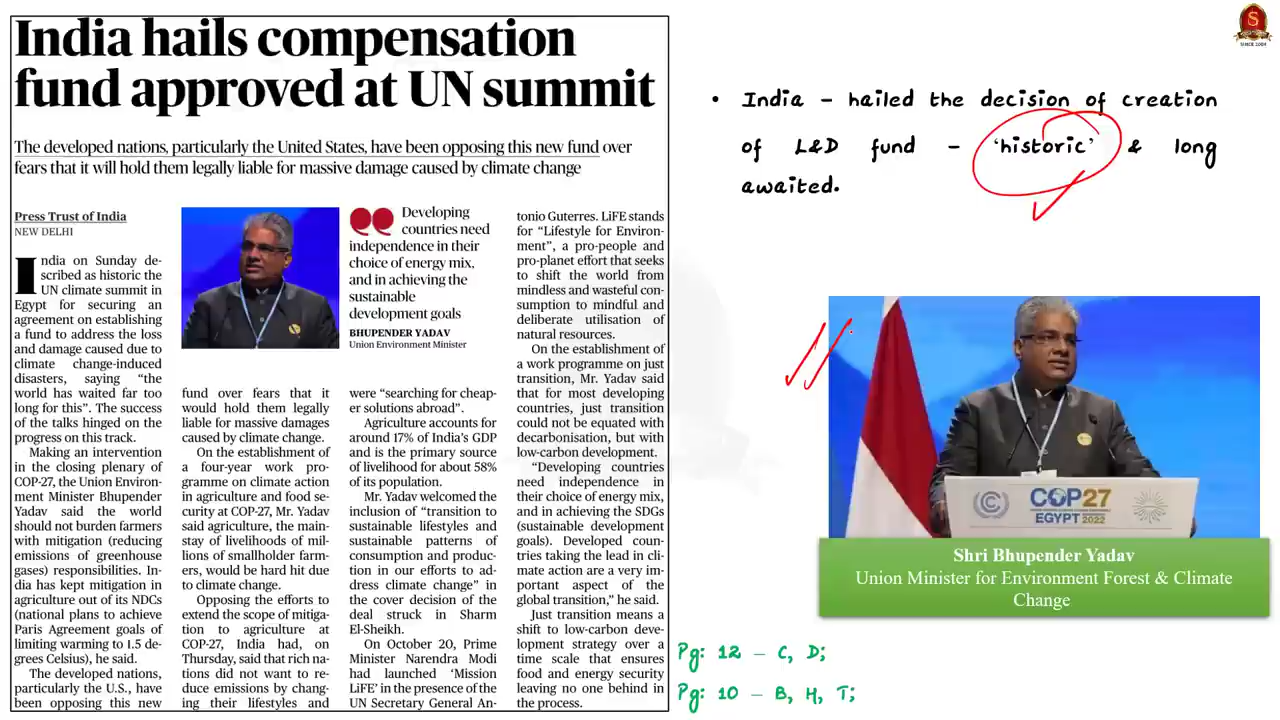 India hails compensation
fund approved at UN summit
The developed nations, particularly the United States, have been opposing this new fund over
fears that it will hold them legally liable for massive damage caused by climate change
Press Trust of India
NEW DELHI
India on Sunday de-
scribed as historic the
UN climate summit in
Egypt for securing an
agreement on establishing
a fund to address the loss
and damage caused due to
climate change-induced
disasters, saying “the
world has waited far too
long for this”. The success
of the talks hinged on the
progress on this track.
Making an intervention
in the closing plenary of
COP-27, the Union Environ-
ment Minister Bhupender
Yadav said the world
should not burden farmers
with mitigation (reducing
emissions of greenhouse
gases) responsibilities. In-
dia has kept mitigation in
agriculture out of its NDCs
(national plans to achieve
Paris Agreement goals of
limiting warming to 1.5 de-
grees Celsius), he said.
The developed nations,
particularly the U.S., have
been opposing this new
fund over fears that it
would hold them legally
liable for massive damages
caused by climate change.
On the establishment of
a four-year work pro-
gramme on climate action
in agriculture and food se-
curity at COP-27, Mr. Yadav
said agriculture, the main-
stay of livelihoods of mil-
lions of smallholder farm-
ers, would be hard hit due
to climate change.
Opposing the efforts to
extend the scope of mitiga-
tion to agriculture at
COP-27, India had, on
Thursday, said that rich na-
tions did not want to re-
duce emissions by chang-
ing their lifestyles and
Developing
countries need
independence in their
choice of energy mix,
and in achieving the
sustainable
development goals
BHUPENDER YADAV
Union Environment Minister
were “searching for cheap-
er solutions abroad”.
Agriculture accounts for
around 17% of India’s GDP
and is the primary source
of livelihood for about 58%
of its population.
Mr. Yadav welcomed the
inclusion of “transition to
sustainable lifestyles and
sustainable patterns of
consumption and produc-
tion in our efforts to ad-
dress climate change” in
the cover decision of the
deal struck in Sharm
El-Sheikh.
On October 20, Prime
Minister Narendra Modi
had launched ‘Mission
LiFE’ in the presence of the
UN Secretary General An-
tonio Guterres. LiFE stands
for “Lifestyle for Environ-
ment”, a pro-people and
pro-planet effort that seeks
to shift the world from
mindless and wasteful con-
sumption to mindful and
deliberate utilisation of
natural resources.
On the establishment of
a work programme on just
transition, Mr. Yadav said
that for most developing
countries, just transition
could not be equated with
decarbonisation, but with
low-carbon development.
“Developing countries
need independence in
their choice of energy mix,
and in achieving the SDGs
(sustainable development
goals). Developed coun-
tries taking the lead in cli-
mate action are a very im-
portant aspect of the
global transition,” he said.
Just transition means a
shift to low-carbon deve-
lopment strategy over a
time scale that ensures
food and energy security
leaving no one behind in
the process.
S
SINCE 2004
• India – hailed the decision of creation
of L&D fund – ‘historic’ & long
awaited.
COP27
EGYPT 2022
Shri Bhupender Yadav
Union Minister for Environment Forest & Climate
Change
Pg: 12 – C, D;
Pg: 10 – B, H, T;